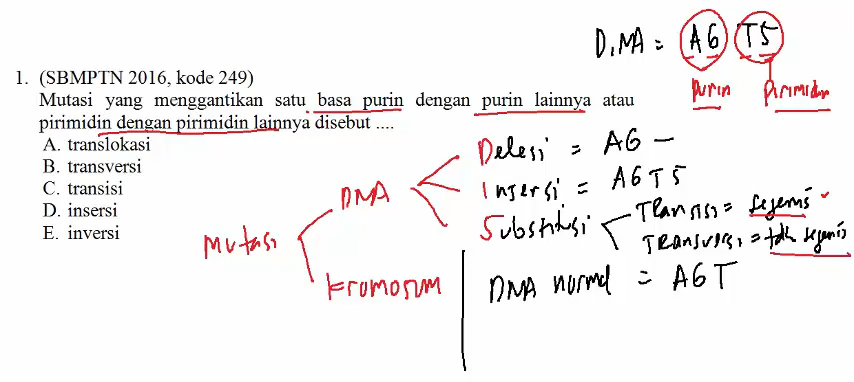 DNA = AG TS
purin Pirimidin
1. (SBMPTN 2016, kode 249)
Mutasi yang menggantikan satu basa purin dengan purin lainnya atau
pirimidin dengan pirimidin lainnya disebut ....
A. translokasi
B. transversi
C. transisi
D. insersi
E. inversi
Mutasi
DNA
Kromosum
Delesi = AG –
Insersi = AGTS
Substitusi
Transisi = sejenis
Transversi = tdk sejenis
DNA normal = AGT